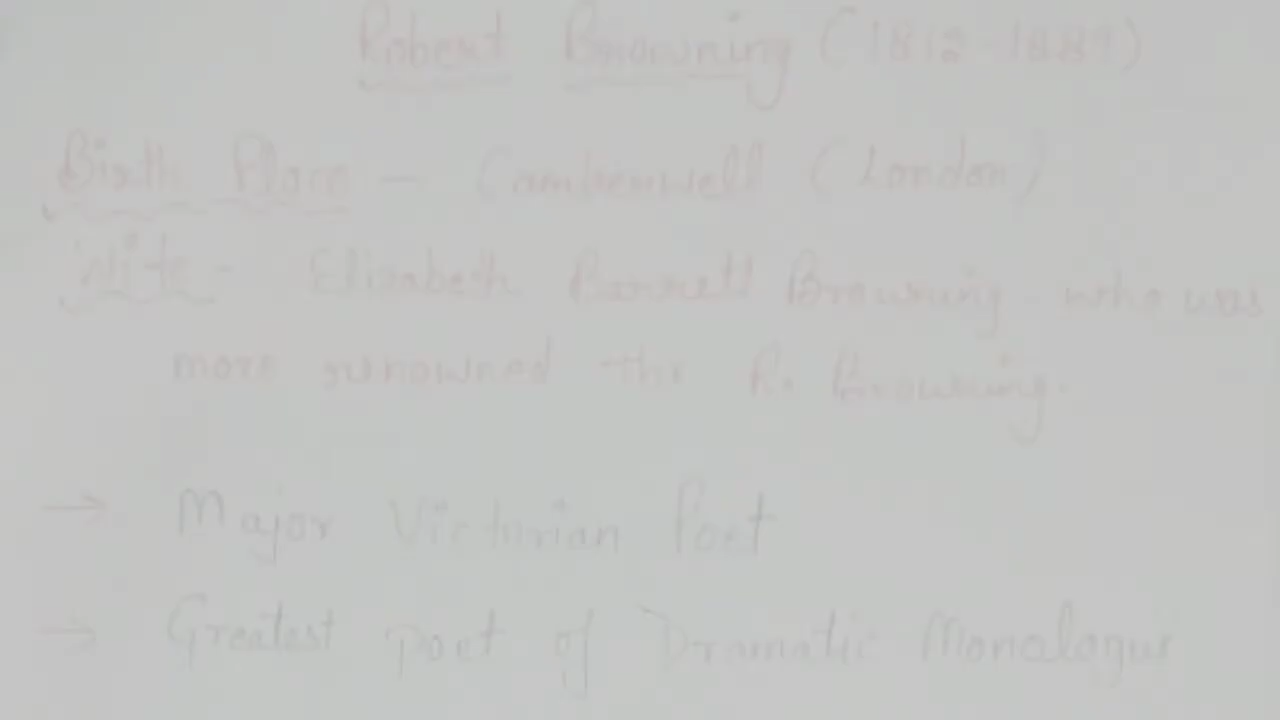 Robert Browning (1812-1889)
Birth Place - Camberwell (London)
Wife - Elizabeth Barrett Browning who was
more renowned the R. Browning.
→ Major Victorian Poet
→ Greatest poet of Dramatic Monologue